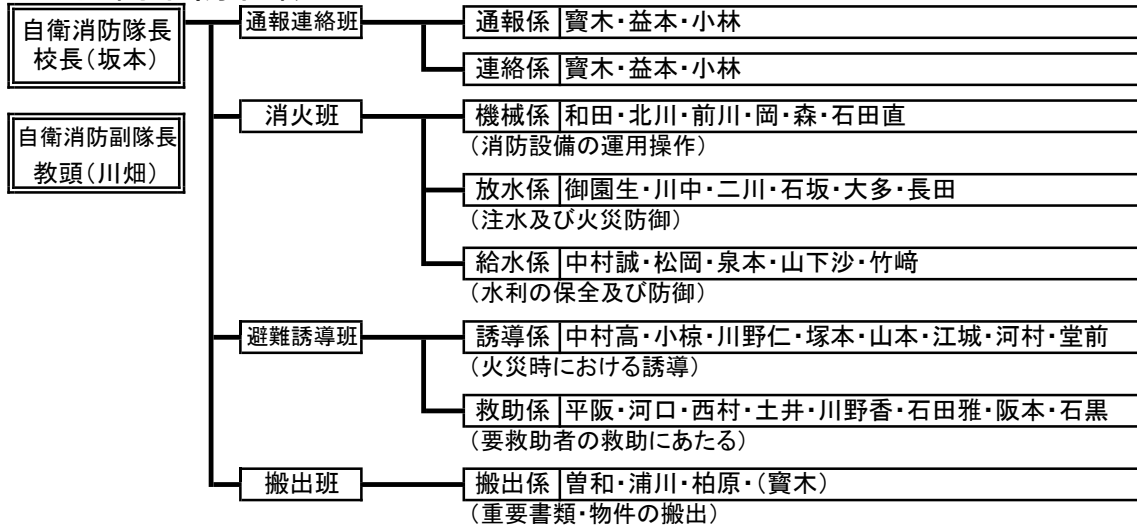 自衛消防隊長
校長(坂本)
自衛消防副隊長
教頭(川畑)
通報連絡班
通報係 寳木・益本・小林
連絡係 寳木・益本・小林
消火班
機械係 和田・北川・前川・岡・森・石田直
(消防設備の運用操作)
放水係 御園生・川中・二川・石坂・大多・長田
(注水及び火災防御)
給水係 中村誠・松岡・泉本・山下沙・竹﨑
(水利の保全及び防御)
避難誘導班
誘導係 中村高・小椋・川野仁・塚本・山本・江城・河村・堂前
(火災時における誘導)
救助係 平阪・河口・西村・土井・川野香・石田雅・阪本・石黒
(要救助者の救助にあたる)
搬出班
搬出係 曽和・浦川・柏原・(寳木)
(重要書類・物件の搬出)